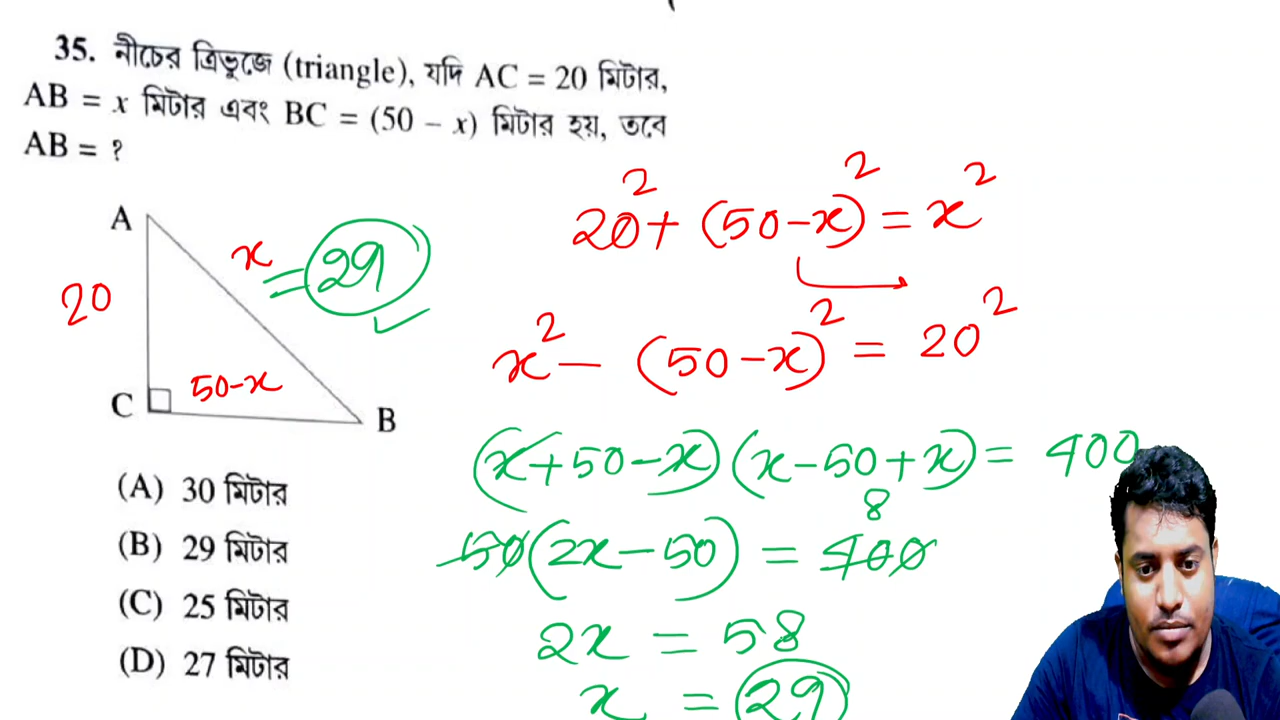 35. নীচের ত্রিভুজে (triangle), যদি AC = 20 মিটার,
AB = x মিটার এবং BC = (50 – x) মিটার হয়, তবে
AB = ?
A
x
= 29
20
50-x
C
B
(A) 30 মিটার
(B) 29 মিটার
(C) 25 মিটার
(D) 27 মিটার
20² + (50-x)² = x²
x² - (50-x)² = 20²
(x+50-x)(x-50+x) = 400
8
50(2x-50) = 400
2x = 58
x = 29